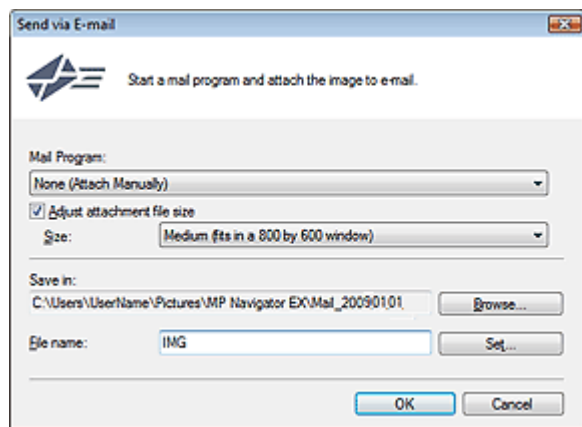 Send via E-mail
Start a mail program and attach the image to e-mail.
Mail Program:
None (Attach Manually)
Adjust attachment file size
Size: Medium (fits in a 800 by 600 window)
Save in:
C:\Users\UserName\Pictures\MP Navigator EX\Mail_20090101 Browse...
File name: IMG Set...
OK Cancel